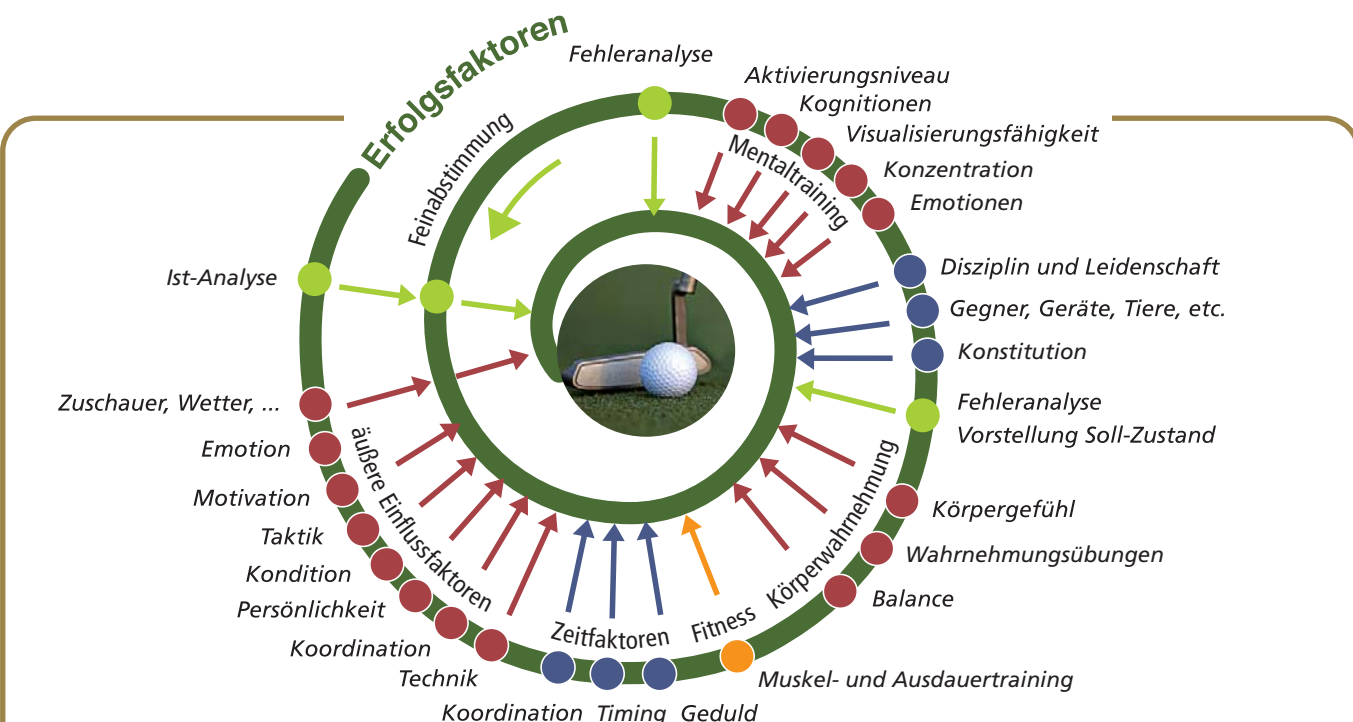 Erfolgsfaktoren
Fehleranalyse
Aktivierungsniveau
Kognitionen
Visualisierungsfähigkeit
Konzentration
Emotionen
Mentaltraining
Feinabstimmung
Disziplin und Leidenschaft
Gegner, Geräte, Tiere, etc.
Konstitution
Ist-Analyse
Fehleranalyse
Vorstellung Soll-Zustand
Zuschauer, Wetter, ...
Emotion
Motivation
Taktik
Kondition
Persönlichkeit
Koordination
Technik
äußere Einflussfaktoren
Körperwahrnehmung
Körpergefühl
Wahrnehmungsübungen
Balance
Zeitfaktoren
Fitness
Muskel- und Ausdauertraining
Koordination Timing Geduld